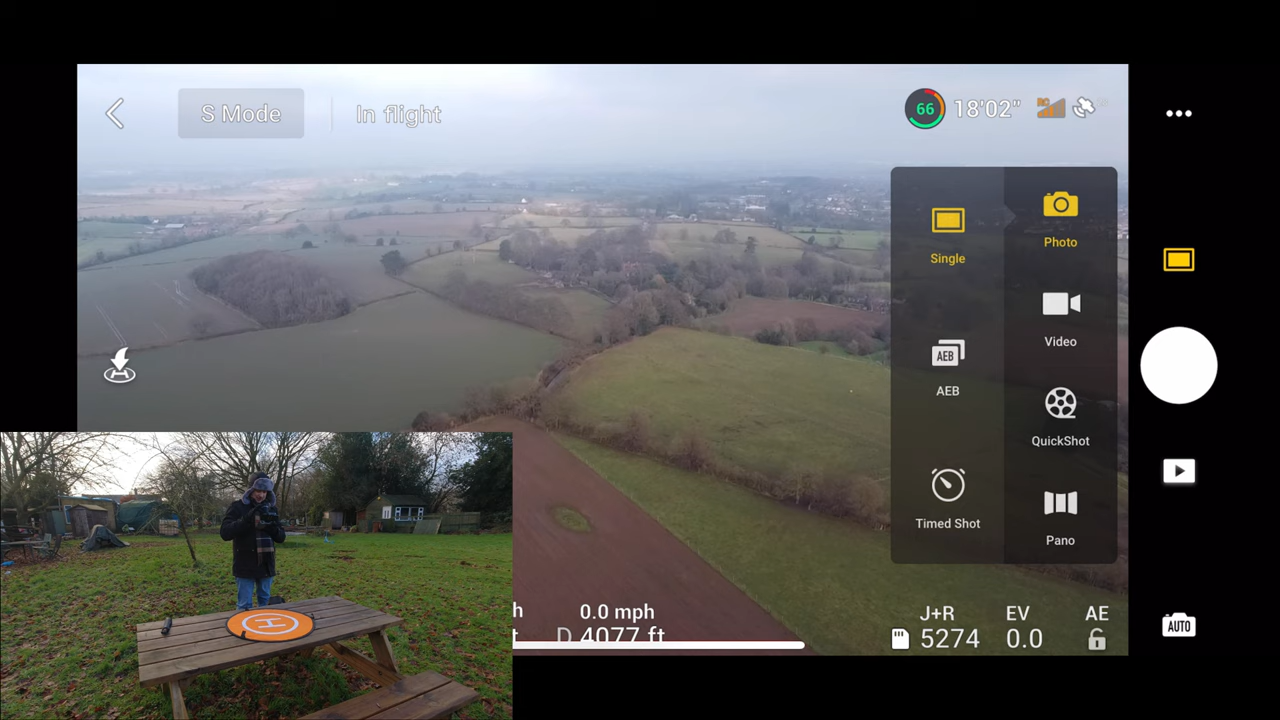 S Mode
In flight
66
18'02"
RC
Single
Photo
Video
AEB
AEB
QuickShot
Timed Shot
Pano
h
0.0 mph
t
D 4077 ft
J+R
5274
EV
0.0
AE
AUTO
H